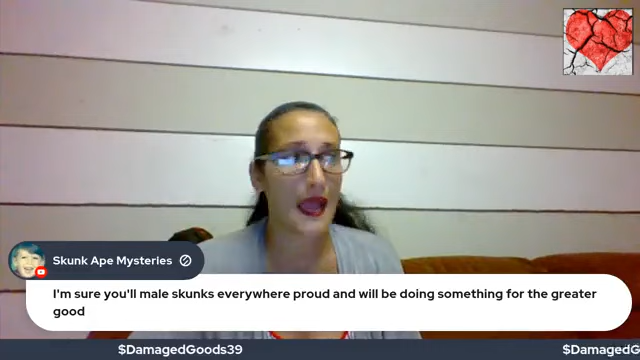 Skunk Ape Mysteries
I'm sure you'll male skunks everywhere proud and will be doing something for the greater
good
$DamagedGoods39 $DamagedG